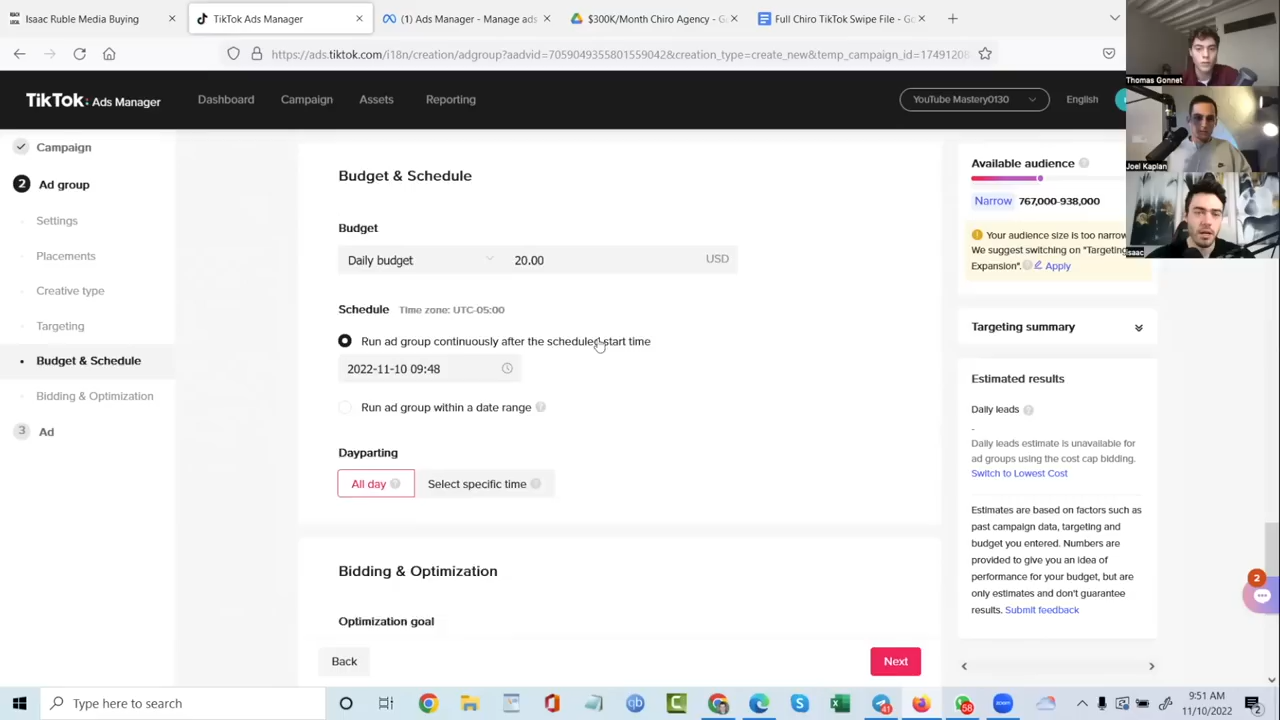 Isaac Ruble Media Buying
TikTok Ads Manager
(1) Ads Manager - Manage ads
$300K/Month Chiro Agency - G
Full Chiro TikTok Swipe File - Go
https://ads.tiktok.com/i18n/creation/adgroup?aadvid=7059049355801559042&creation_type=create_new&temp_campaign_id=17491208
TikTok: Ads Manager
Dashboard
Campaign
Assets
Reporting
YouTube Mastery0130
English
Thomas Gonnet
Joel Kaplan
Isaac
Campaign
2 Ad group
Settings
Placements
Creative type
Targeting
Budget & Schedule
Bidding & Optimization
3 Ad
Budget & Schedule
Budget
Daily budget 20.00 USD
Schedule Time zone: UTC-05:00
Run ad group continuously after the scheduled start time
2022-11-10 09:48
Run ad group within a date range
Dayparting
All day Select specific time
Bidding & Optimization
Optimization goal
Back
Next
Available audience
Narrow 767,000-938,000
Your audience size is too narrow
We suggest switching on "Targeting
Expansion". Apply
Targeting summary
Estimated results
Daily leads
-
Daily leads estimate is unavailable for
ad groups using the cost cap bidding.
Switch to Lowest Cost
Estimates are based on factors such as
past campaign data, targeting and
budget you entered. Numbers are
provided to give you an idea of
performance for your budget, but are
only estimates and don't guarantee
results. Submit feedback
2
Type here to search
41
58
zoom
9:51 AM
11/10/2022
2